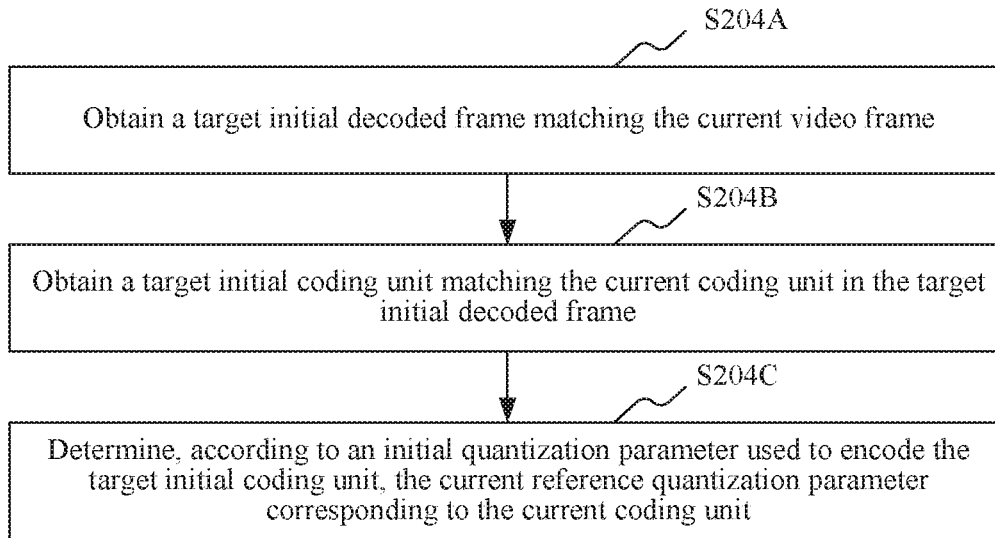 S204A
Obtain a target initial decoded frame matching the current video frame
S204B
Obtain a target initial coding unit matching the current coding unit in the target
initial decoded frame
S204C
Determine, according to an initial quantization parameter used to encode the
target initial coding unit, the current reference quantization parameter
corresponding to the current coding unit